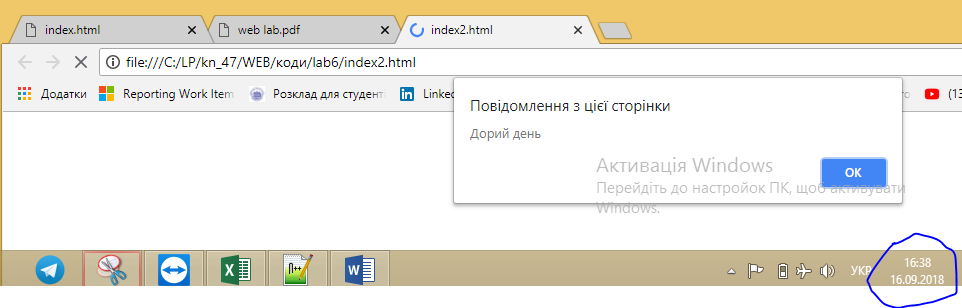 index.html
web lab.pdf
index2.html
file:///C:/LP/kn_47/WEB/коди/lab6/index2.html
Додатки
Reporting Work Item
Розклад для студент
Linked
(13
Повідомлення з цієї сторінки
Дорий день
ОК
Активація Windows
Перейдіть до настройок ПК, щоб активувати
Windows.
УКР
16:38
16.09.2018